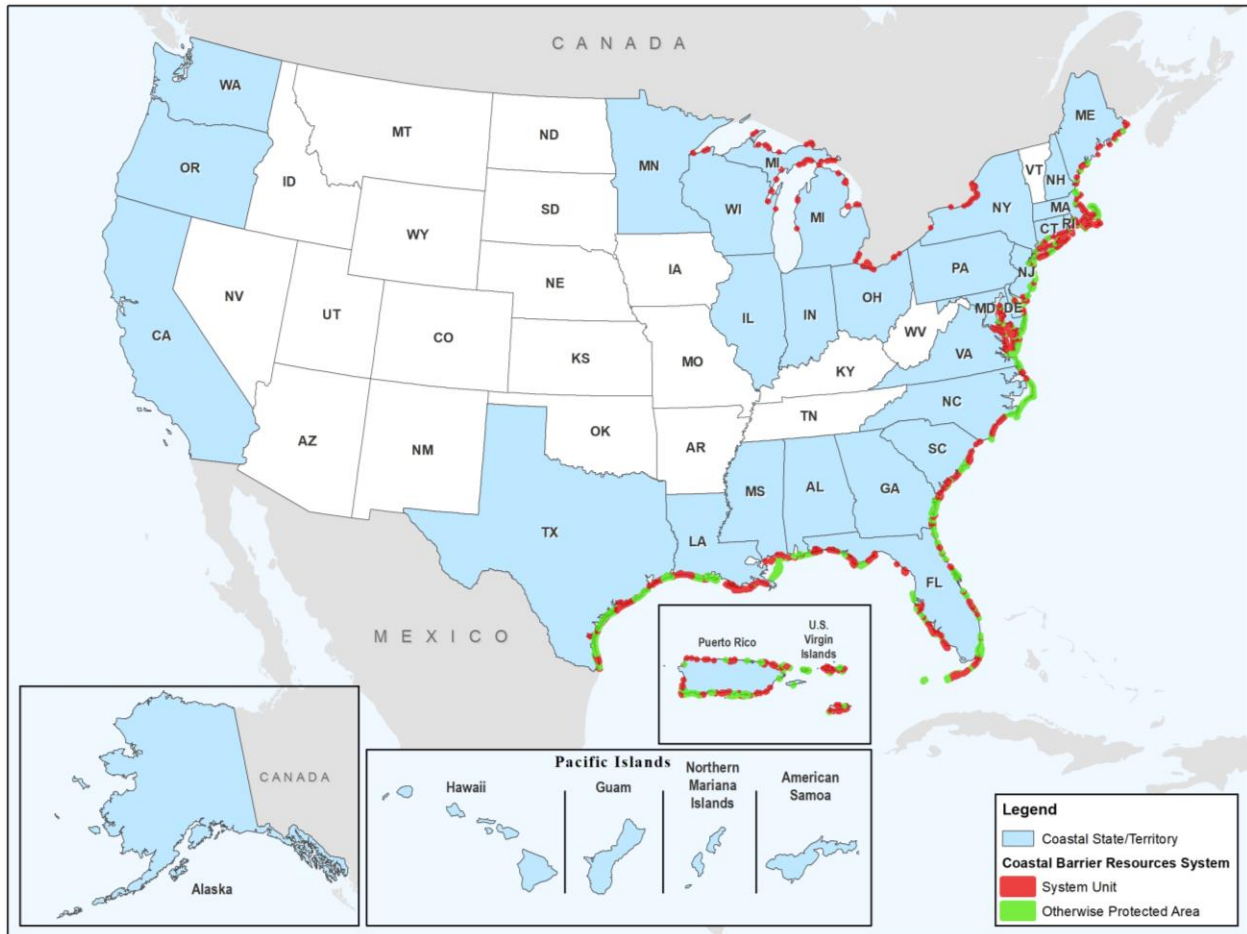 CANADA
WA
MT
ND
MN
ME
OR
ID
SD
WI
MI
MI
VT
NH
NY
MA
CT
RI
WY
IA
NE
PA
NJ
NV
UT
CO
IL
IN
OH
MD
DE
WV
CA
KS
MO
KY
VA
AZ
NM
OK
AR
TN
NC
SC
TX
LA
MS
AL
GA
FL
MEXICO
Puerto Rico
U.S.
Virgin
Islands
CANADA
Alaska
Pacific Islands
Hawaii
Guam
Northern
Mariana
Islands
American
Samoa
Legend
Coastal State/Territory
Coastal Barrier Resources System
System Unit
Otherwise Protected Area